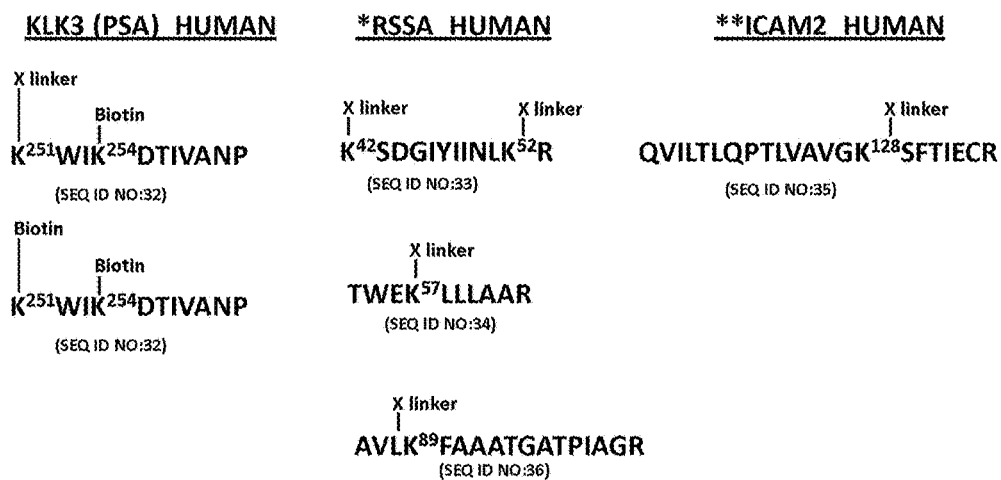 KLK3 (PSA) HUMAN
X linker
Biotin
K251WIK254DTIVANP
(SEQ ID NO:32)
Biotin
Biotin
K251WIK254DTIVANP
(SEQ ID NO:32)
*RSSA HUMAN
X linker X linker
K42SDGIYIINLK52R
(SEQ ID NO:33)
X linker
TWEK57LLLAAR
(SEQ ID NO:34)
X linker
AVLK89FAAATGATPIAGR
(SEQ ID NO:36)
**ICAM2 HUMAN
X linker
QVILTLQPTLVAVGK128SFTIECR
(SEQ ID NO:35)